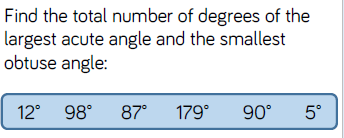 Find the total number of degrees of the
largest acute angle and the smallest
obtuse angle:
12° 98° 87° 179° 90° 5°